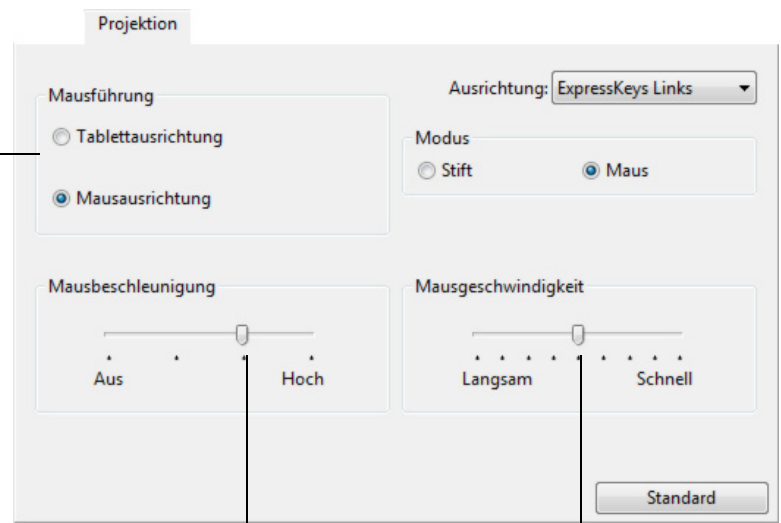 Projektion
Mausführung
Tablettausrichtung
Mausausrichtung
Ausrichtung: ExpressKeys Links
Modus
Stift Maus
Mausbeschleunigung
Aus Hoch
Mausgeschwindigkeit
Langsam Schnell
Standard